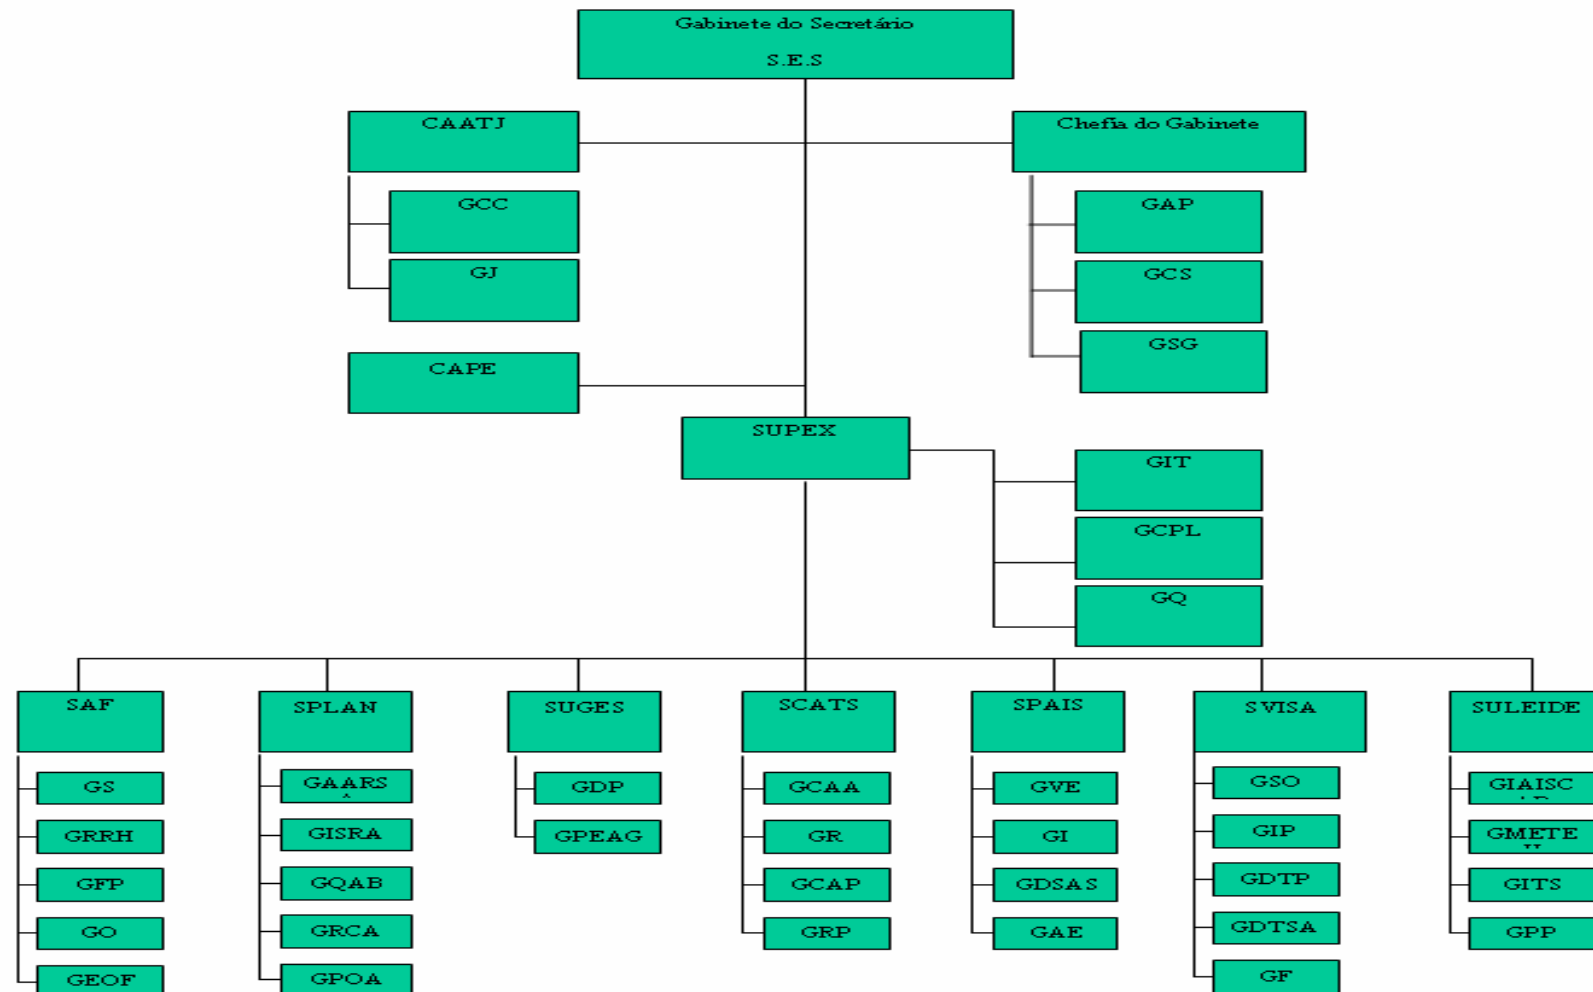 Gabinete do Secretário
S.E.S
CAATJ
Chefia do Gabinete
GCC
GAP
GJ
GCS
GSG
CAPE
SUPEX
GIT
GCPL
GQ
SAF
SPLAN
SUGES
SCATS
SPAIS
SVISA
SULEIDE
GS
GRRH
GFP
GO
GEOF
GAARS
GISRA
GQAB
GRCA
GPOA
GDP
GPEAG
GCAA
GR
GCAP
GRP
GVE
GI
GDSAS
GAE
GSO
GIP
GDTP
GDTSA
GF
GIAISC
GMETE
GITS
GPP